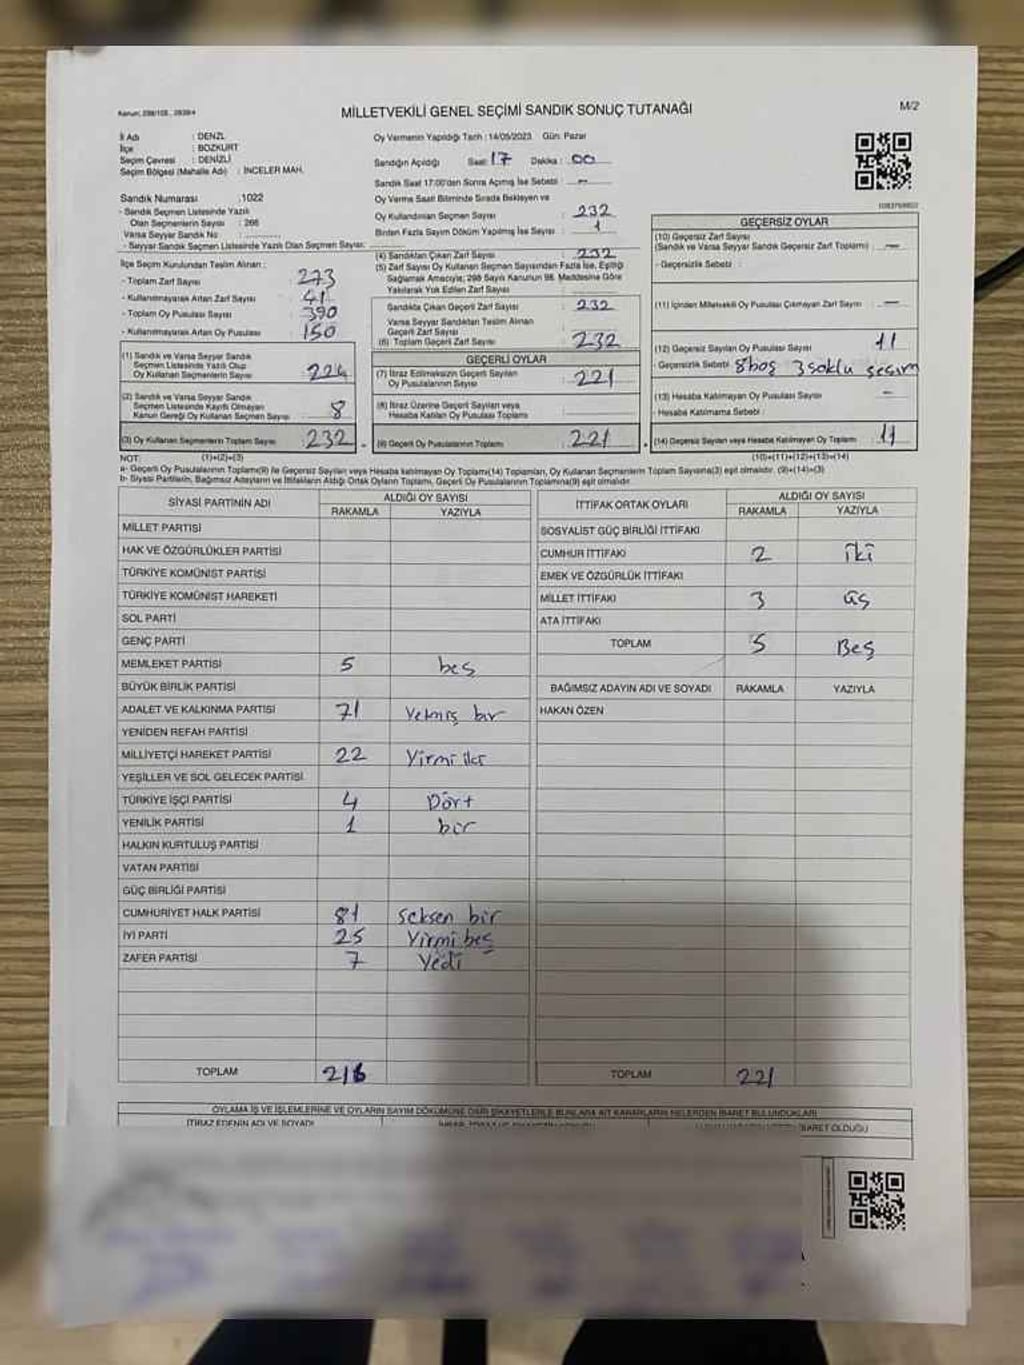 Kanun: 298/105, 2839/4
MİLLETVEKİLİ GENEL SEÇİMİ SANDIK SONUÇ TUTANAĞI
M/2
İl Adı : DENZL
İlçe : BOZKURT
Seçim Çevresi : DENİZLİ
Seçim Bölgesi (Mahalle Adı) : İNCELER MAH.
Sandık Numarası : 1022
- Sandık Seçmen Listesinde Yazılı
Olan Seçmenlerin Sayısı : 266
Varsa Seyyar Sandık No :
- Seyyar Sandık Seçmen Listesinde Yazılı Olan Seçmen Sayısı:
İlçe Seçim Kurulundan Teslim Alınan :
- Toplam Zarf Sayısı 273
- Kullanılmayarak Artan Zarf Sayısı 41
- Toplam Oy Pusulası Sayısı 390
- Kullanılmayarak Artan Oy Pusulası 150
(1) Sandık ve Varsa Seyyar Sandık
Seçmen Listesinde Yazılı Olup
Oy Kullanan Seçmenlerin Sayısı 224
(2) Sandık ve Varsa Seyyar Sandık
Seçmen Listesinde Kayıtlı Olmayan
Kanun Gereği Oy Kullanan Seçmen Sayısı 8
(3) Oy Kullanan Seçmenlerin Toplam Sayısı 232
Oy Vermenin Yapıldığı Tarih : 14/05/2023 Gün: Pazar
Sandığın Açıldığı Saat: 17 Dakika : 00
Sandık Saat 17:00'den Sonra Açılmış İse Sebebi : -
Oy Verme Saati Bitiminde Sırada Bekleyen ve
Oy Kullandırılan Seçmen Sayısı : 232
Birden Fazla Sayım Döküm Yapılmış İse Sayısı : 1
(4) Sandıktan Çıkan Zarf Sayısı : 232
(5) Zarf Sayısı Oy Kullanan Seçmen Sayısından Fazla İse, Eşitliği
Sağlamak Amacıyla; 298 Sayılı Kanunun 98. Maddesine Göre
Yakılarak Yok Edilen Zarf Sayısı :
Sandıkta Çıkan Geçerli Zarf Sayısı : 232
Varsa Seyyar Sandıktan Teslim Alınan
Geçerli Zarf Sayısı :
(6) Toplam Geçerli Zarf Sayısı : 232
GEÇERLİ OYLAR
(7) İtiraz Edilmeksizin Geçerli Sayılan
Oy Pusulalarının Sayısı : 221
(8) İtiraz Üzerine Geçerli Sayılan veya
Hesaba Katılan Oy Pusulalarının Toplamı :
(9) Geçerli Oy Pusulalarının Toplamı : 221
GEÇERSİZ OYLAR
(10) Geçersiz Zarf Sayısı
(Sandık ve Varsa Seyyar Sandık Geçersiz Zarf Toplamı) : -
- Geçersizlik Sebebi :
(11) İçinden Milletvekili Oy Pusulası Çıkmayan Zarf Sayısı : -
(12) Geçersiz Sayılan Oy Pusulası Sayısı : 11
- Geçersizlik Sebebi : 8 boş 3
(13) Hesaba Katılmayan Oy Pusulası Sayısı : -
- Hesaba Katılmama Sebebi :
(14) Geçersiz Sayılan veya Hesaba Katılmayan Oy Toplamı : 11
NOT: (1)+(2)=(3) (10)+(11)+(12)+(13)=(14)
a- Geçerli Oy Pusulalarının Toplamı(9) ile Geçersiz Sayılan veya Hesaba katılmayan Oy Toplamı(14) Toplamları, Oy Kullanan Seçmenlerin Toplam Sayısına(3) eşit olmalıdır. (9)+(14)=(3)
b- Siyasi Partilerin, Bağımsız Adayların ve İttifakların Aldığı Ortak Oyların Toplamı, Geçerli Oy Pusulalarının Toplamına(9) eşit olmalıdır.
SİYASİ PARTİNİN ADI ALDIĞI OY SAYISI
RAKAMLA YAZIYLA
MİLLET PARTİSİ
HAK VE ÖZGÜRLÜKLER PARTİSİ
TÜRKİYE KOMÜNİST PARTİSİ
TÜRKİYE KOMÜNİST HAREKETİ
SOL PARTİ
GENÇ PARTİ
MEMLEKET PARTİSİ 5 beş
BÜYÜK BİRLİK PARTİSİ
ADALET VE KALKINMA PARTİSİ 71 Yetmiş bir
YENİDEN REFAH PARTİSİ
MİLLİYETÇİ HAREKET PARTİSİ 22 Yirmi iki
YEŞİLLER VE SOL GELECEK PARTİSİ
TÜRKİYE İŞÇİ PARTİSİ 4 Dört
YENİLİK PARTİSİ 1 bir
HALKIN KURTULUŞ PARTİSİ
VATAN PARTİSİ
GÜÇ BİRLİĞİ PARTİSİ
CUMHURİYET HALK PARTİSİ 81 seksen bir
İYİ PARTİ 25 Yirmi beş
ZAFER PARTİSİ 7 Yedi
TOPLAM 216
İTTİFAK ORTAK OYLARI ALDIĞI OY SAYISI
RAKAMLA YAZIYLA
SOSYALİST GÜÇ BİRLİĞİ İTTİFAKI
CUMHUR İTTİFAKI 2 iki
EMEK VE ÖZGÜRLÜK İTTİFAKI
MİLLET İTTİFAKI 3 üş
ATA İTTİFAKI
TOPLAM 5 Beş
BAĞIMSIZ ADAYIN ADI VE SOYADI RAKAMLA YAZIYLA
HAKAN ÖZEN
TOPLAM 221
OYLAMA İŞ VE İŞLEMLERİNE VE OYLARIN SAYIM DÖKÜMÜNE DAİR ŞİKAYETLERLE BUNLARA AİT KARARLARIN NELERDEN İBARET BULUNDUKLARI
İTİRAZ EDENİN ADI VE SOYADI
İBARET OLDUĞU